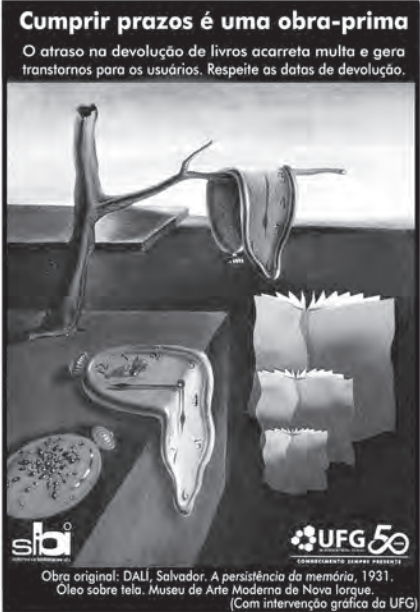 Cumprir prazos é uma obra-prima
O atraso na devolução de livros acarreta multa e gera
transtornos para os usuários. Respeite as datas de devolução.
sibi
UFG 50
CONHECIMENTO SEMPRE PRESENTE
Obra original: DALÍ, Salvador. A persistência da memória, 1931.
Óleo sobre tela. Museu de Arte Moderna de Nova Iorque.
(Com intervenção gráfica da UFG)